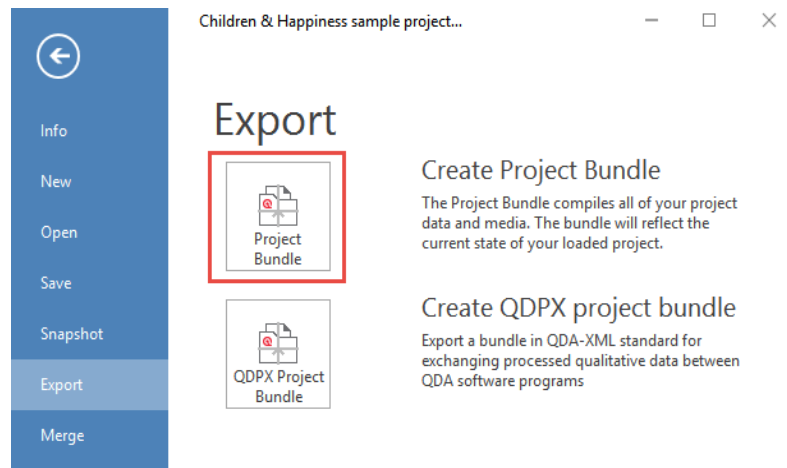 Children & Happiness sample project...
Info
New
Open
Save
Snapshot
Export
Merge
Export
Project
Bundle
Create Project Bundle
The Project Bundle compiles all of your project
data and media. The bundle will reflect the
current state of your loaded project.
QDPX Project
Bundle
Create QDPX project bundle
Export a bundle in QDA-XML standard for
exchanging processed qualitative data between
QDA software programs